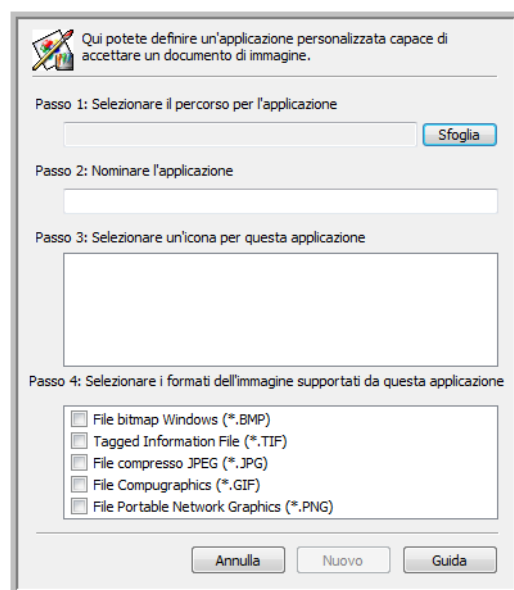 Qui potete definire un'applicazione personalizzata capace di
accettare un documento di immagine.
Passo 1: Selezionare il percorso per l'applicazione
Sfoglia
Passo 2: Nominare l'applicazione
Passo 3: Selezionare un'icona per questa applicazione
Passo 4: Selezionare i formati dell'immagine supportati da questa applicazione
File bitmap Windows (*.BMP)
Tagged Information File (*.TIF)
File compresso JPEG (*.JPG)
File Compugraphics (*.GIF)
File Portable Network Graphics (*.PNG)
Annulla Nuovo Guida